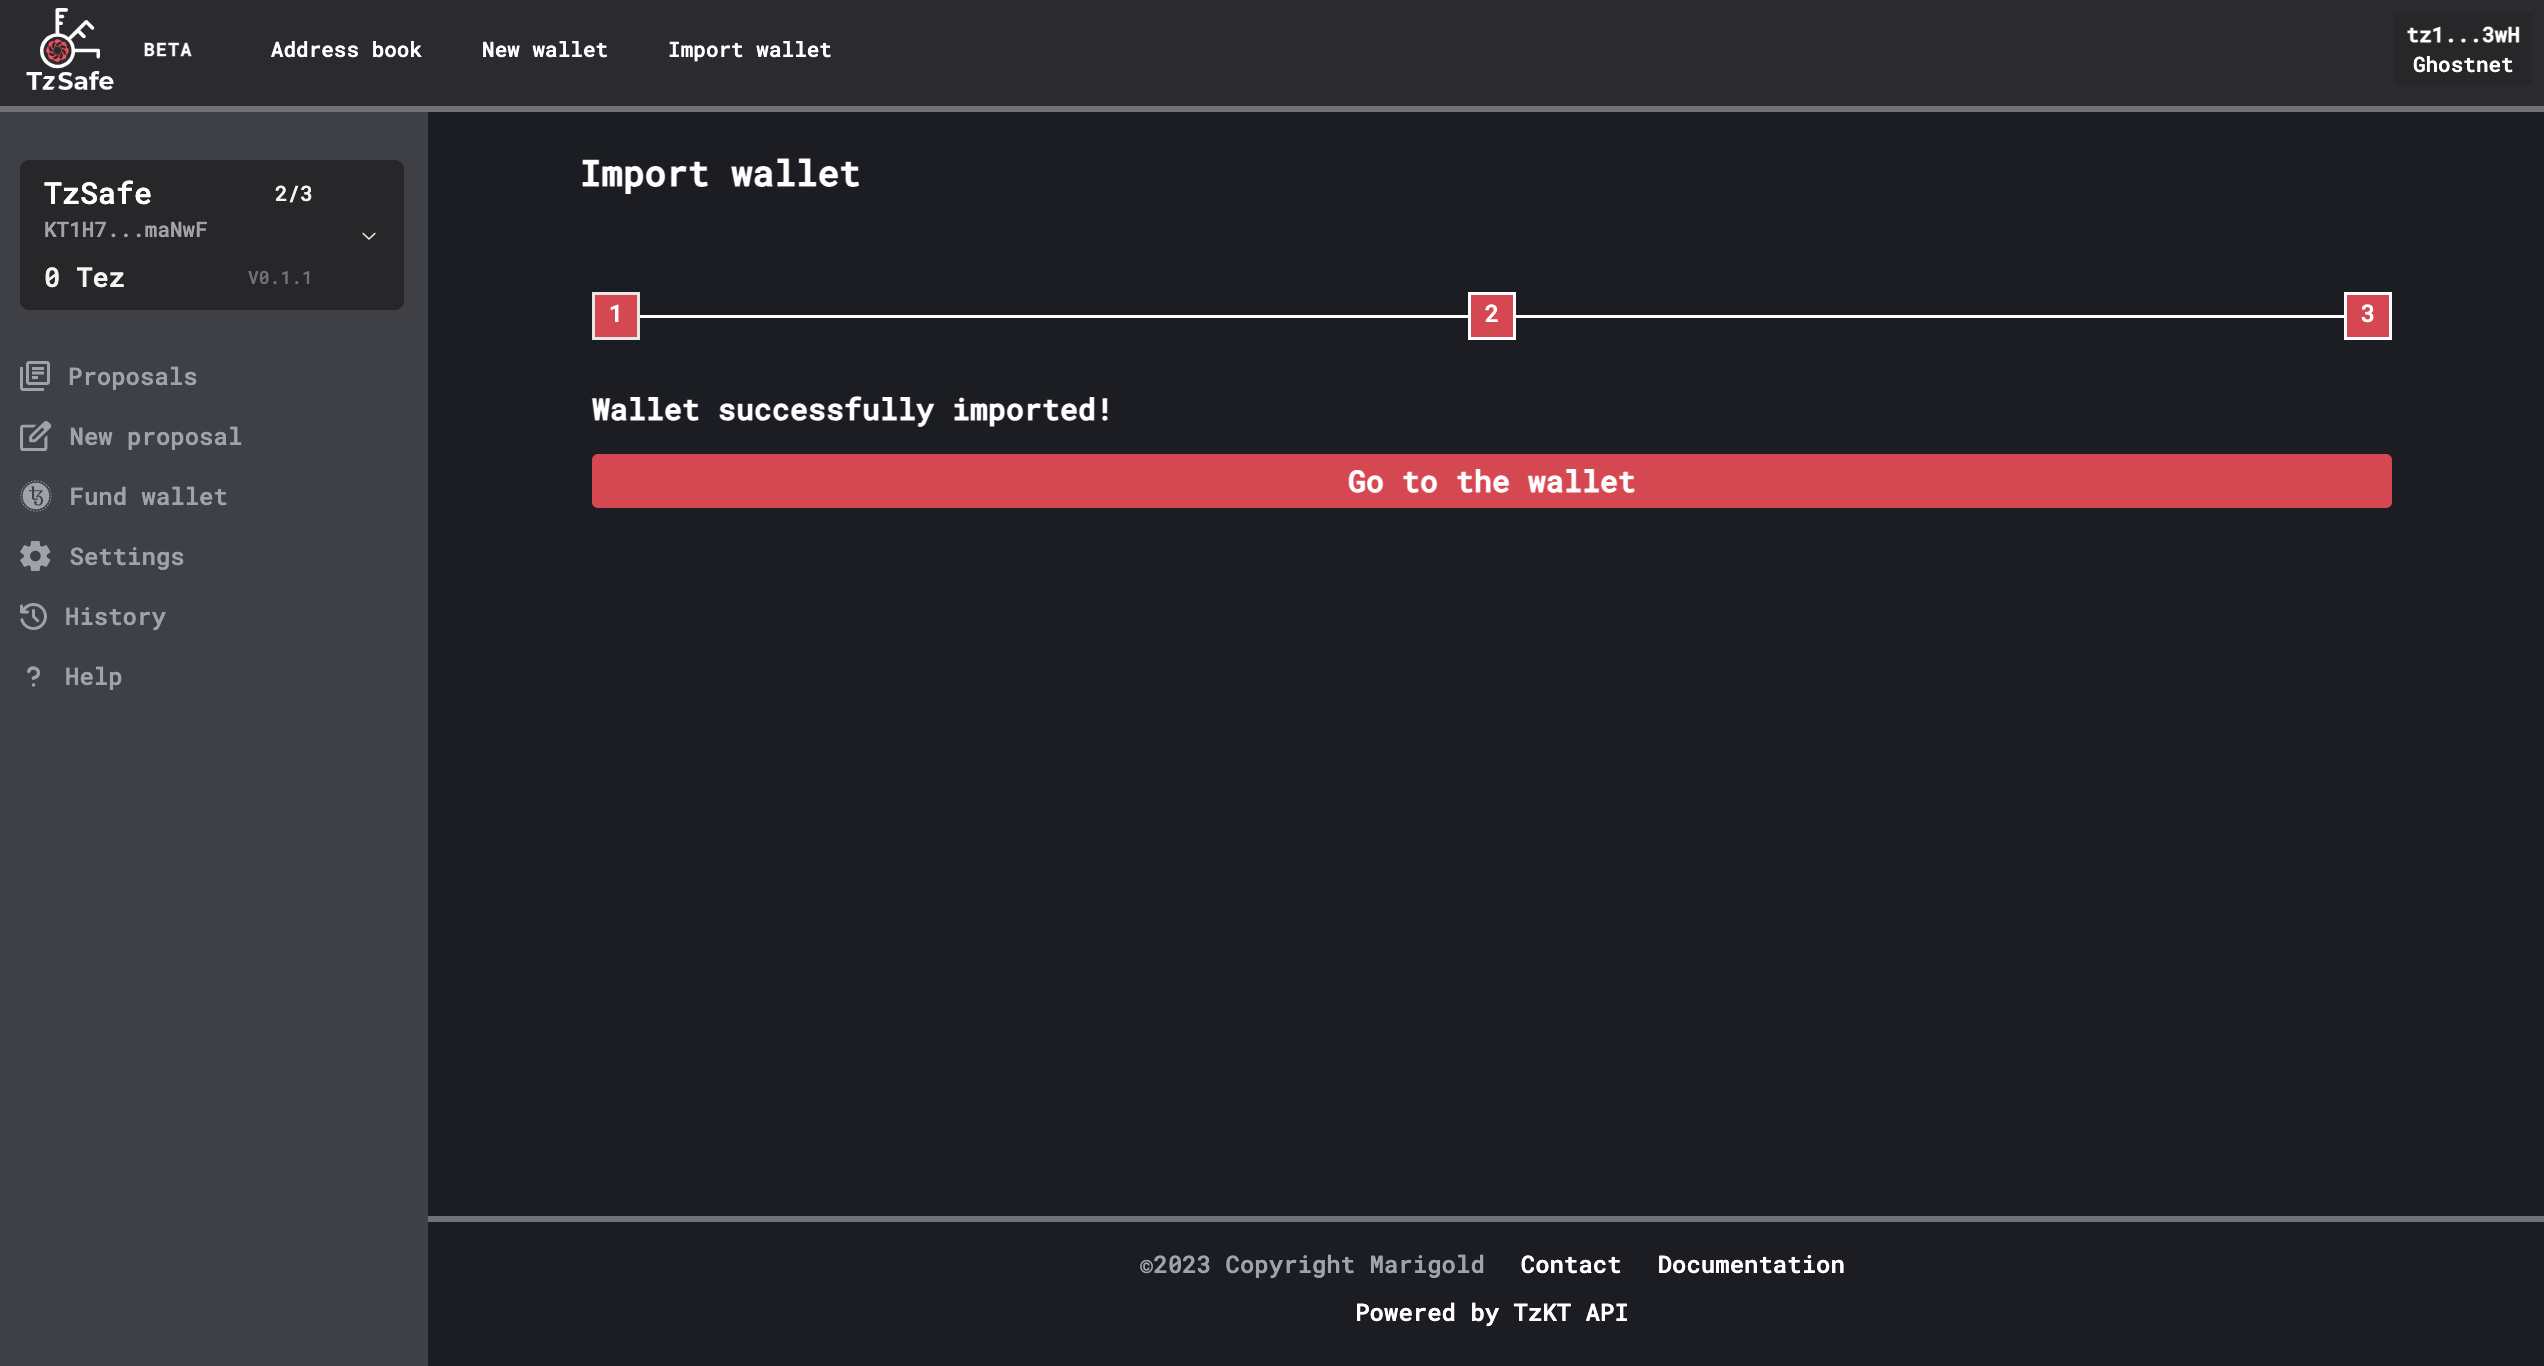 TzSafe
BETA
Address book
New wallet
Import wallet
tz1...3wH
Ghostnet
TzSafe
2/3
KT1H7...maNwF
0 Tez
V0.1.1
Proposals
New proposal
Fund wallet
Settings
History
? Help
Import wallet
1
2
3
Wallet successfully imported!
Go to the wallet
©2023 Copyright Marigold
Contact
Documentation
Powered by TzKT API